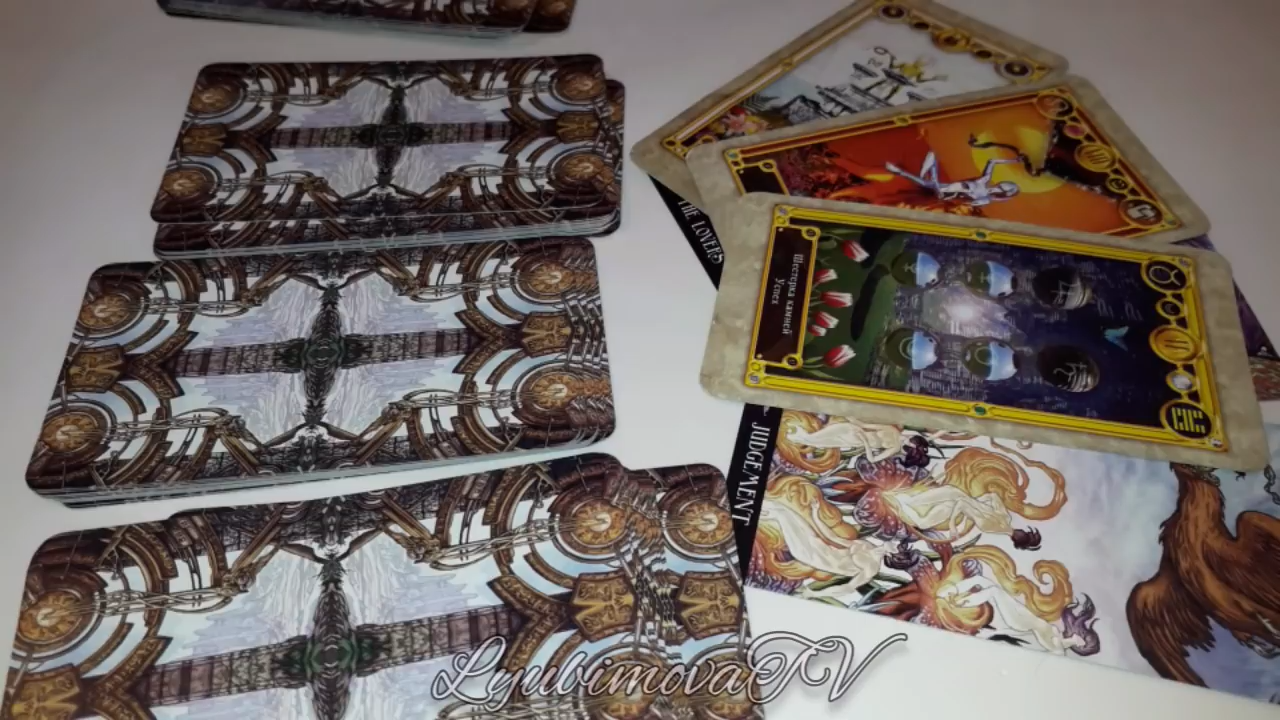 THE LOVERS
Шестерка камней
Успех
JUDGEMENT
LyubimovaTV